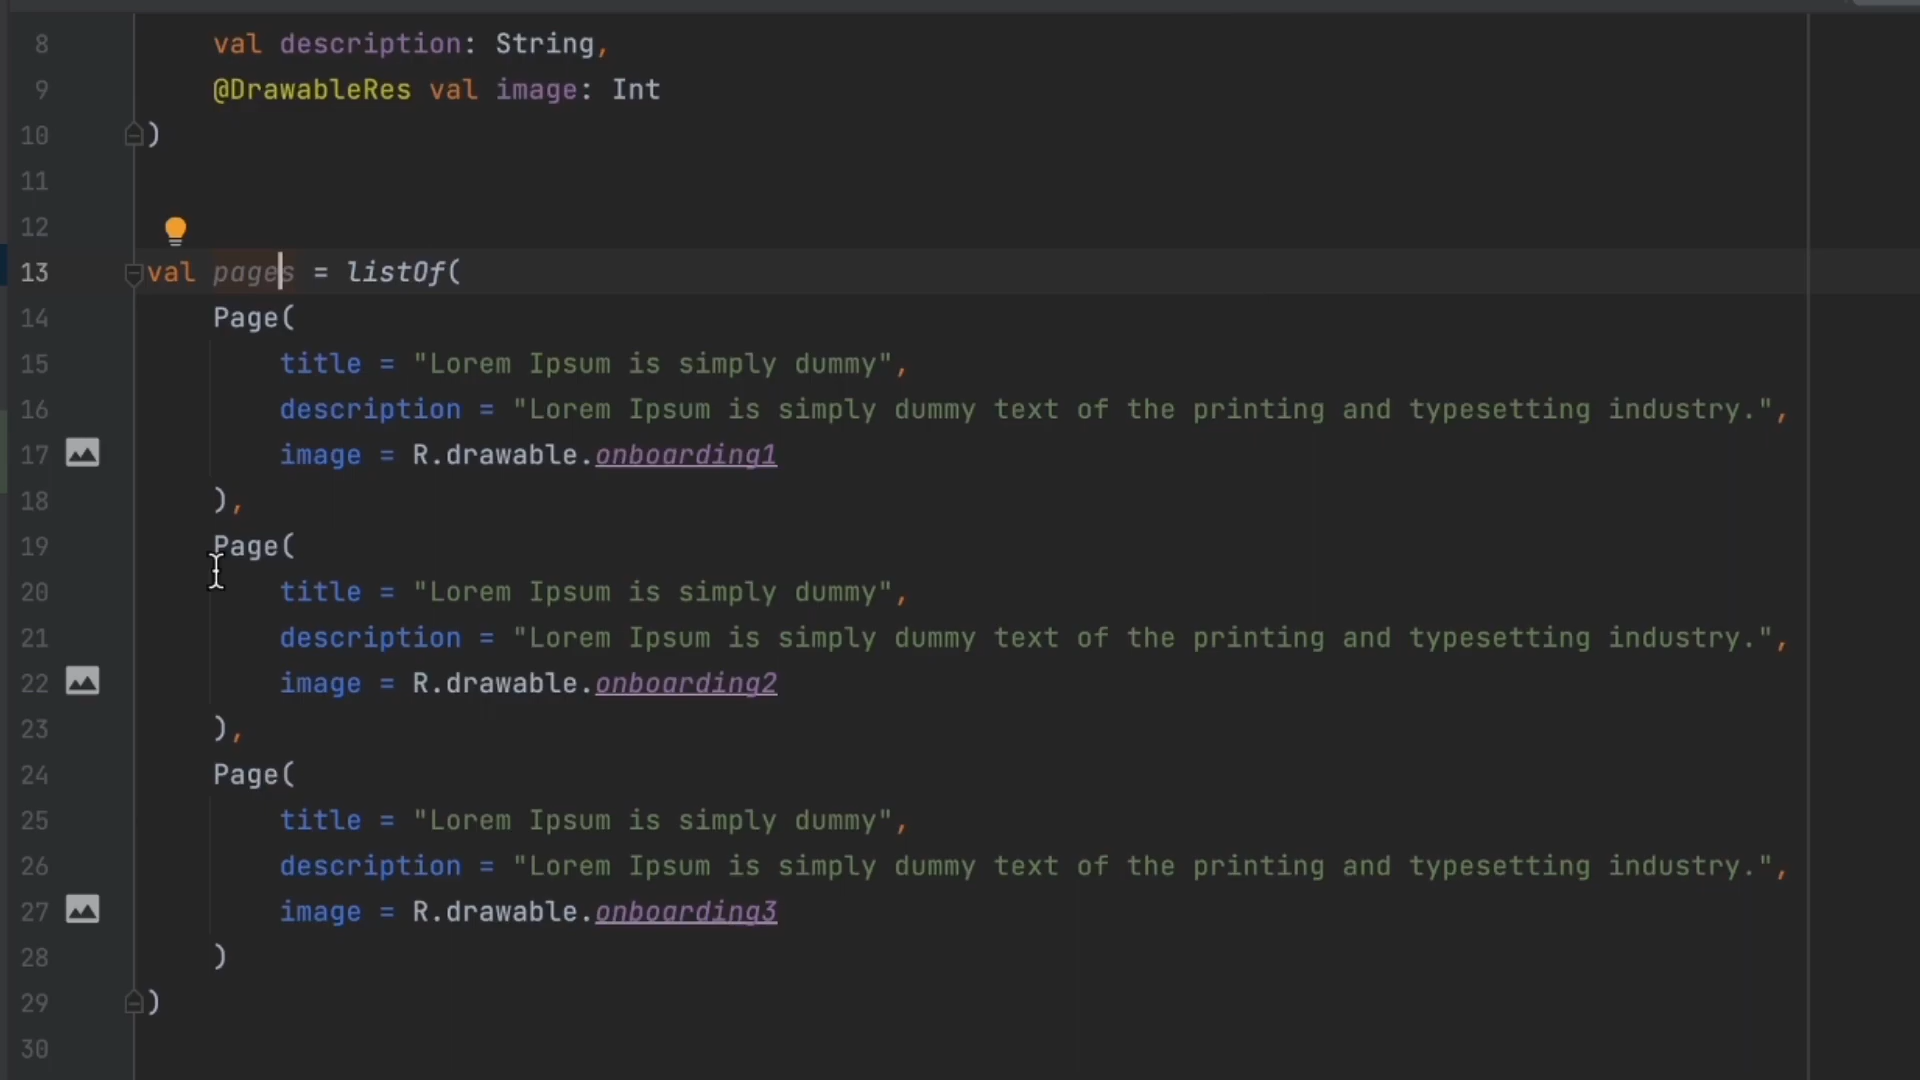 8 val description: String,
9 @DrawableRes val image: Int
10 )
11
12
13 val pages = listOf(
14 Page(
15 title = "Lorem Ipsum is simply dummy",
16 description = "Lorem Ipsum is simply dummy text of the printing and typesetting industry.",
17 image = R.drawable.onboarding1
18 ),
19 Page(
20 title = "Lorem Ipsum is simply dummy",
21 description = "Lorem Ipsum is simply dummy text of the printing and typesetting industry.",
22 image = R.drawable.onboarding2
23 ),
24 Page(
25 title = "Lorem Ipsum is simply dummy",
26 description = "Lorem Ipsum is simply dummy text of the printing and typesetting industry.",
27 image = R.drawable.onboarding3
28 )
29 )
30